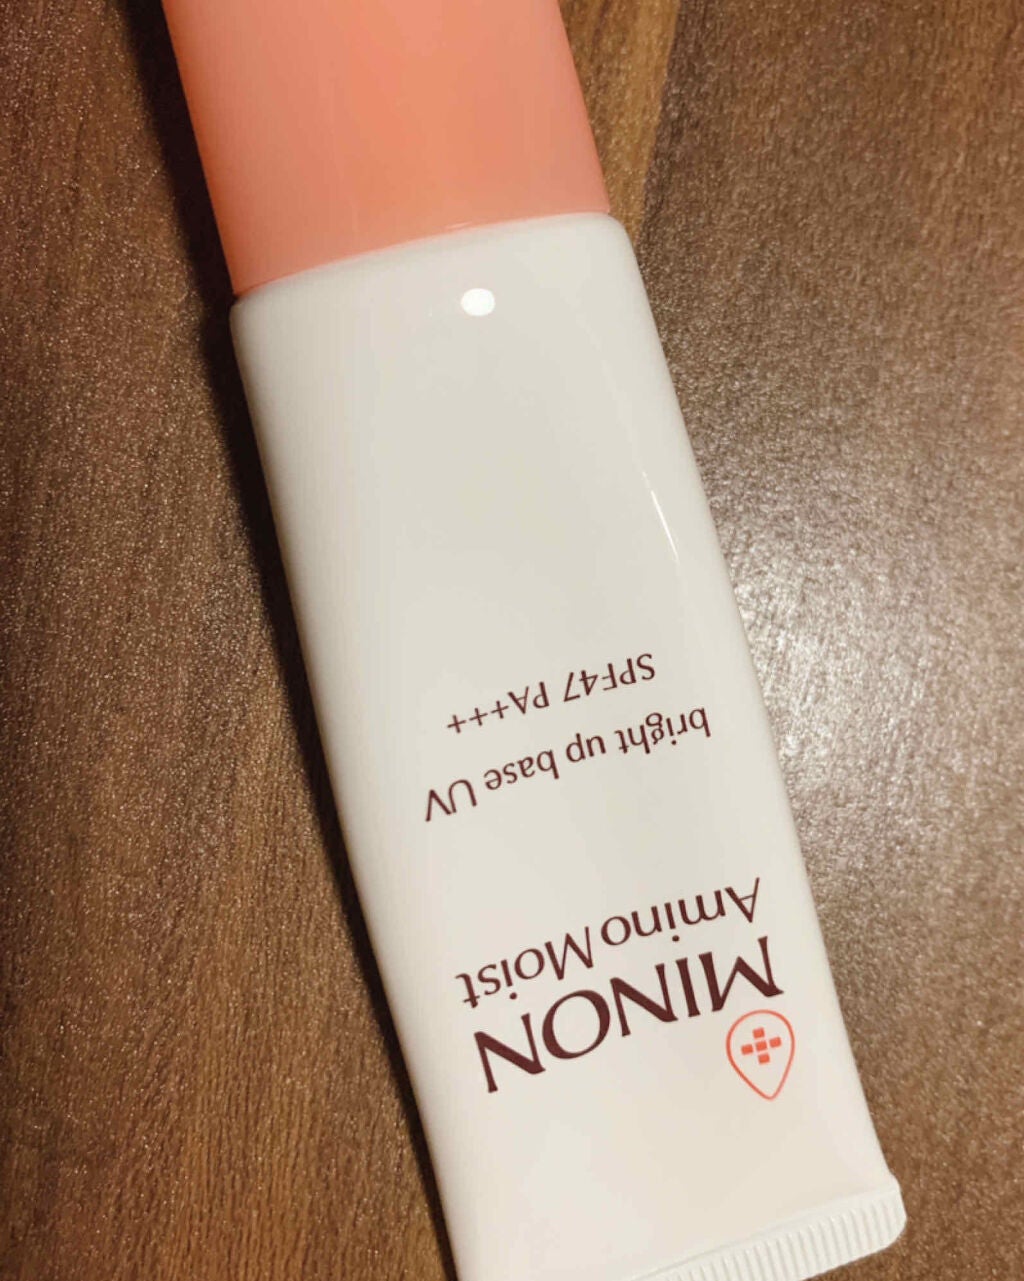 MINON
Amino Moist
bright up base UV
SPF47 PA+++